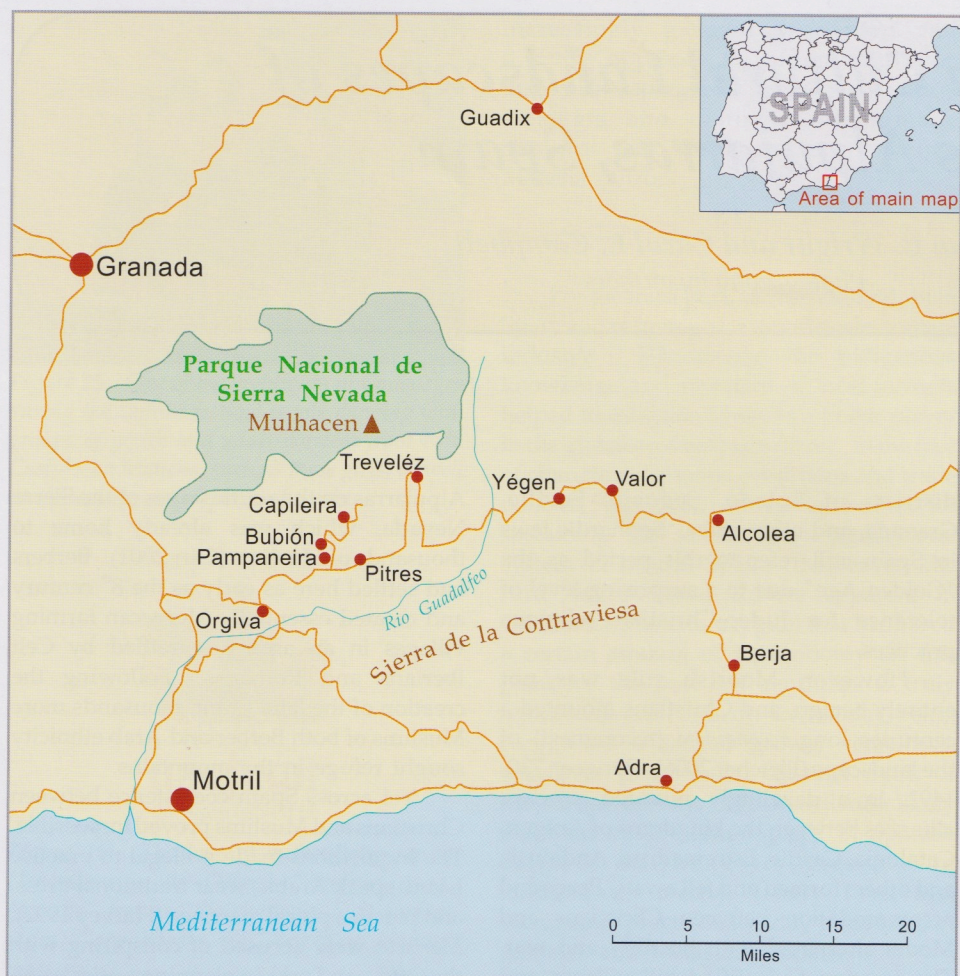 SPAIN
Area of main map
Guadix
Granada
Parque Nacional de
Sierra Nevada
Mulhacen
Treveléz
Capileira
Bubión
Pampaneira
Pitres
Orgiva
Yégen
Valor
Alcolea
Rio Guadalfeo
Sierra de la Contraviesa
Berja
Adra
Motril
Mediterranean Sea
0 5 10 15 20
Miles